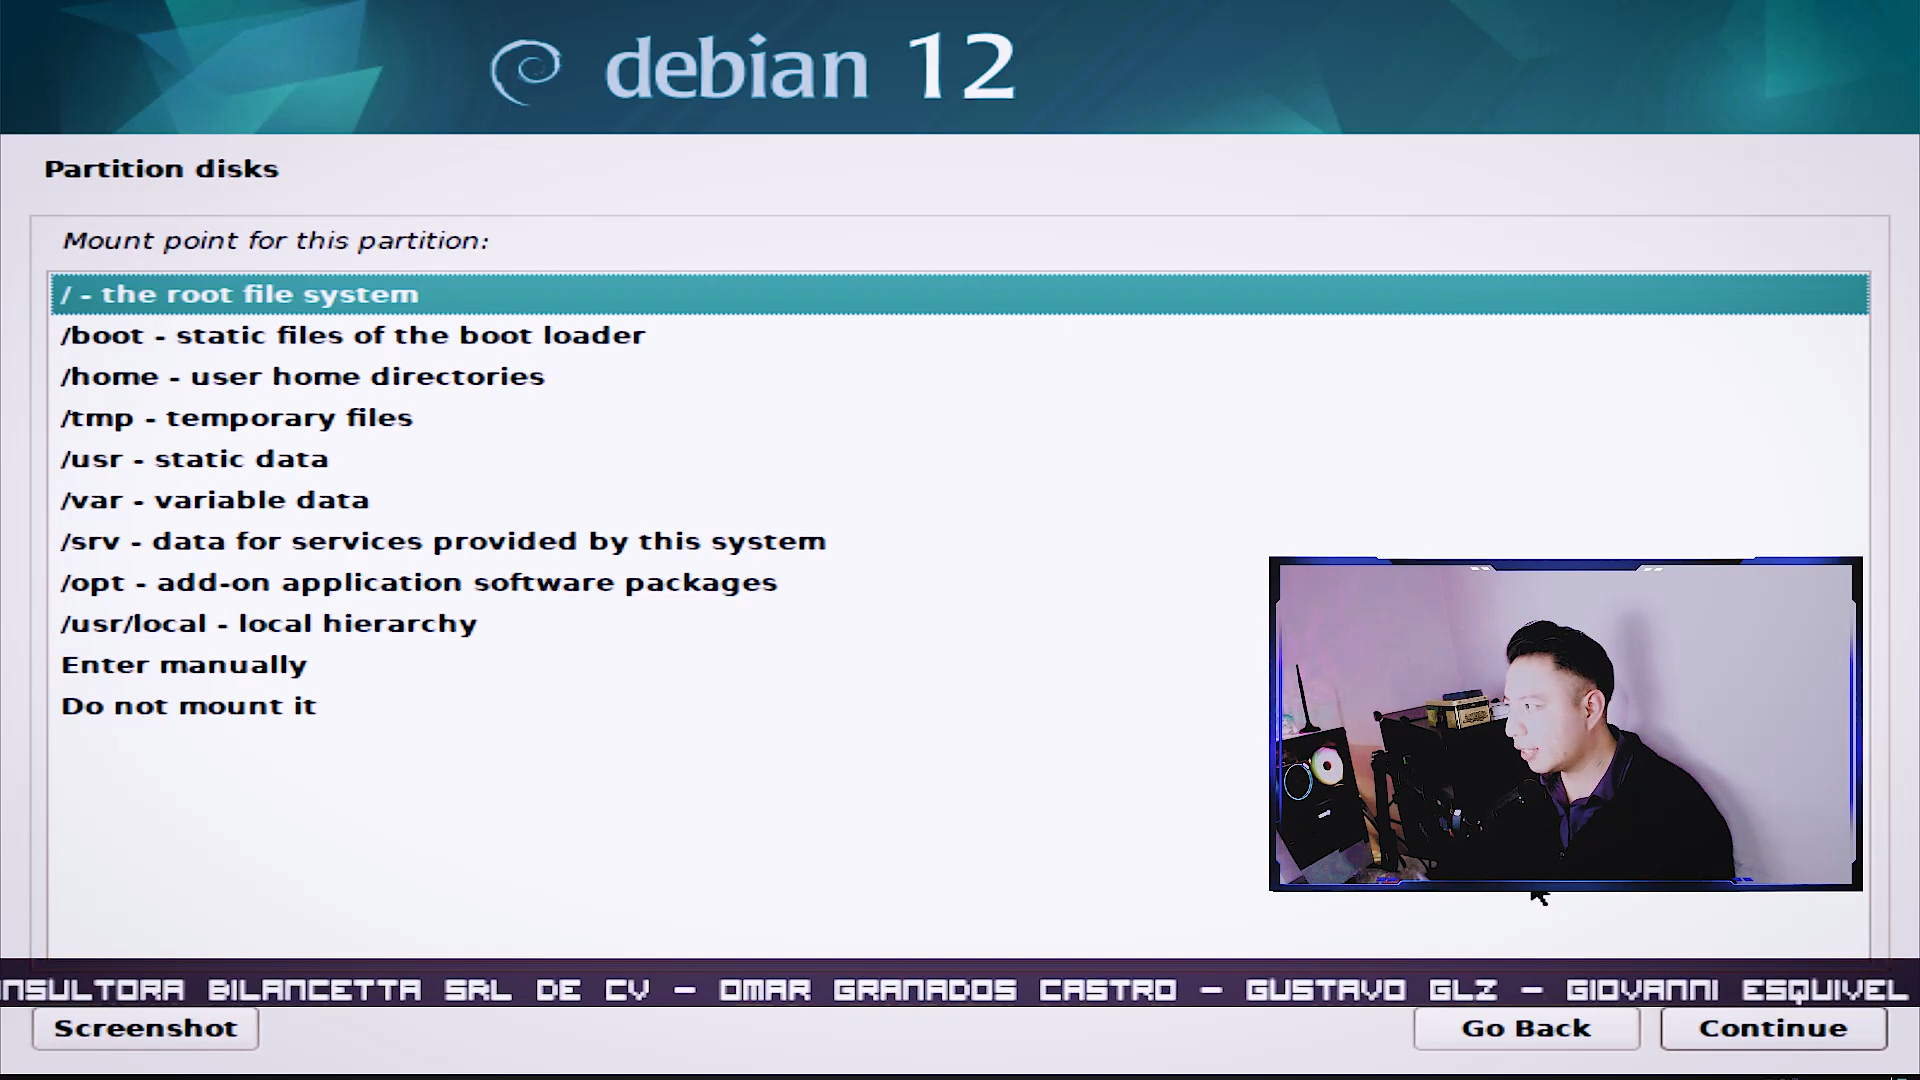 debian 12
Partition disks
Mount point for this partition:
/ - the root file system
/boot - static files of the boot loader
/home - user home directories
/tmp - temporary files
/usr - static data
/var - variable data
/srv - data for services provided by this system
/opt - add-on application software packages
/usr/local - local hierarchy
Enter manually
Do not mount it
NSULTORA BILANCETTA SRL DE CV - OMAR GRANADOS CASTRO - GUSTAVO GLZ - GIOVANNI ESQUIVEL
Screenshot
Go Back
Continue